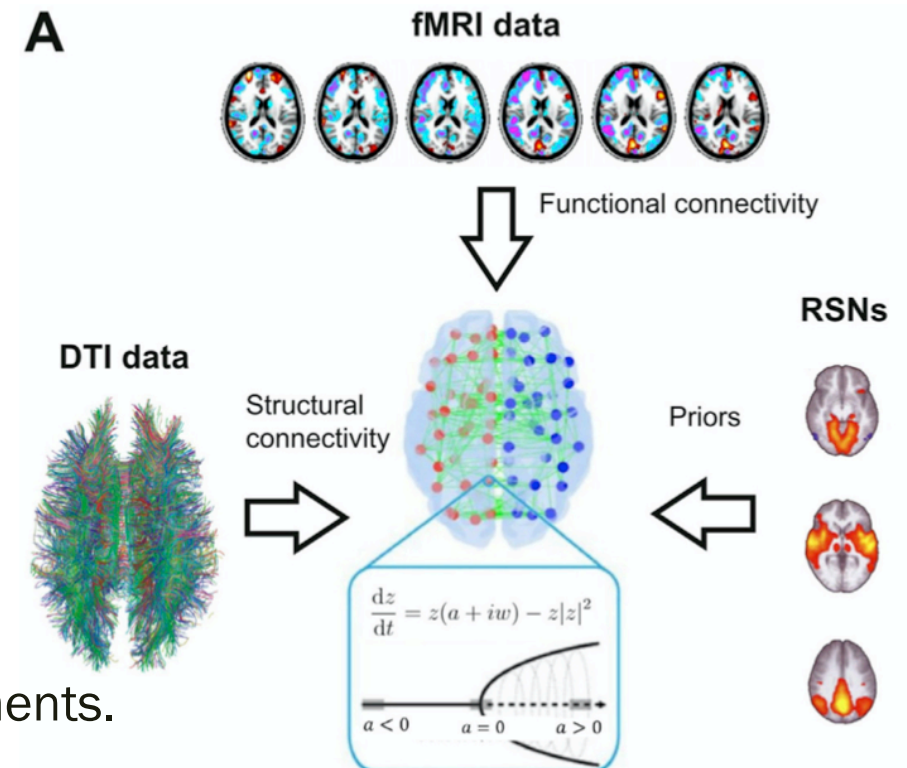 A
fMRI data
Functional connectivity
RSNs
DTI data
Structural
connectivity
Priors
dz/dt = z(a + iw) − z|z|²
a < 0
a = 0
a > 0
ents.